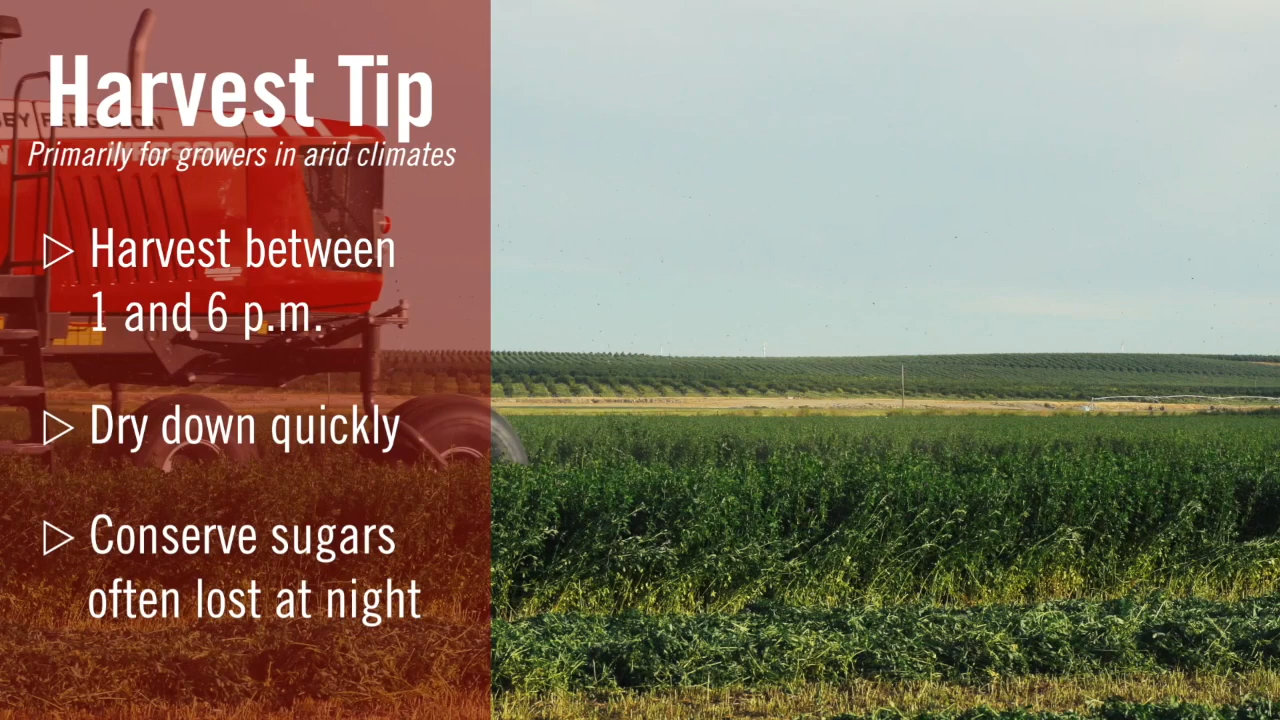 Harvest Tip
Primarily for growers in arid climates
▷ Harvest between
1 and 6 p.m.
▷ Dry down quickly
▷ Conserve sugars
often lost at night
FERGUSON